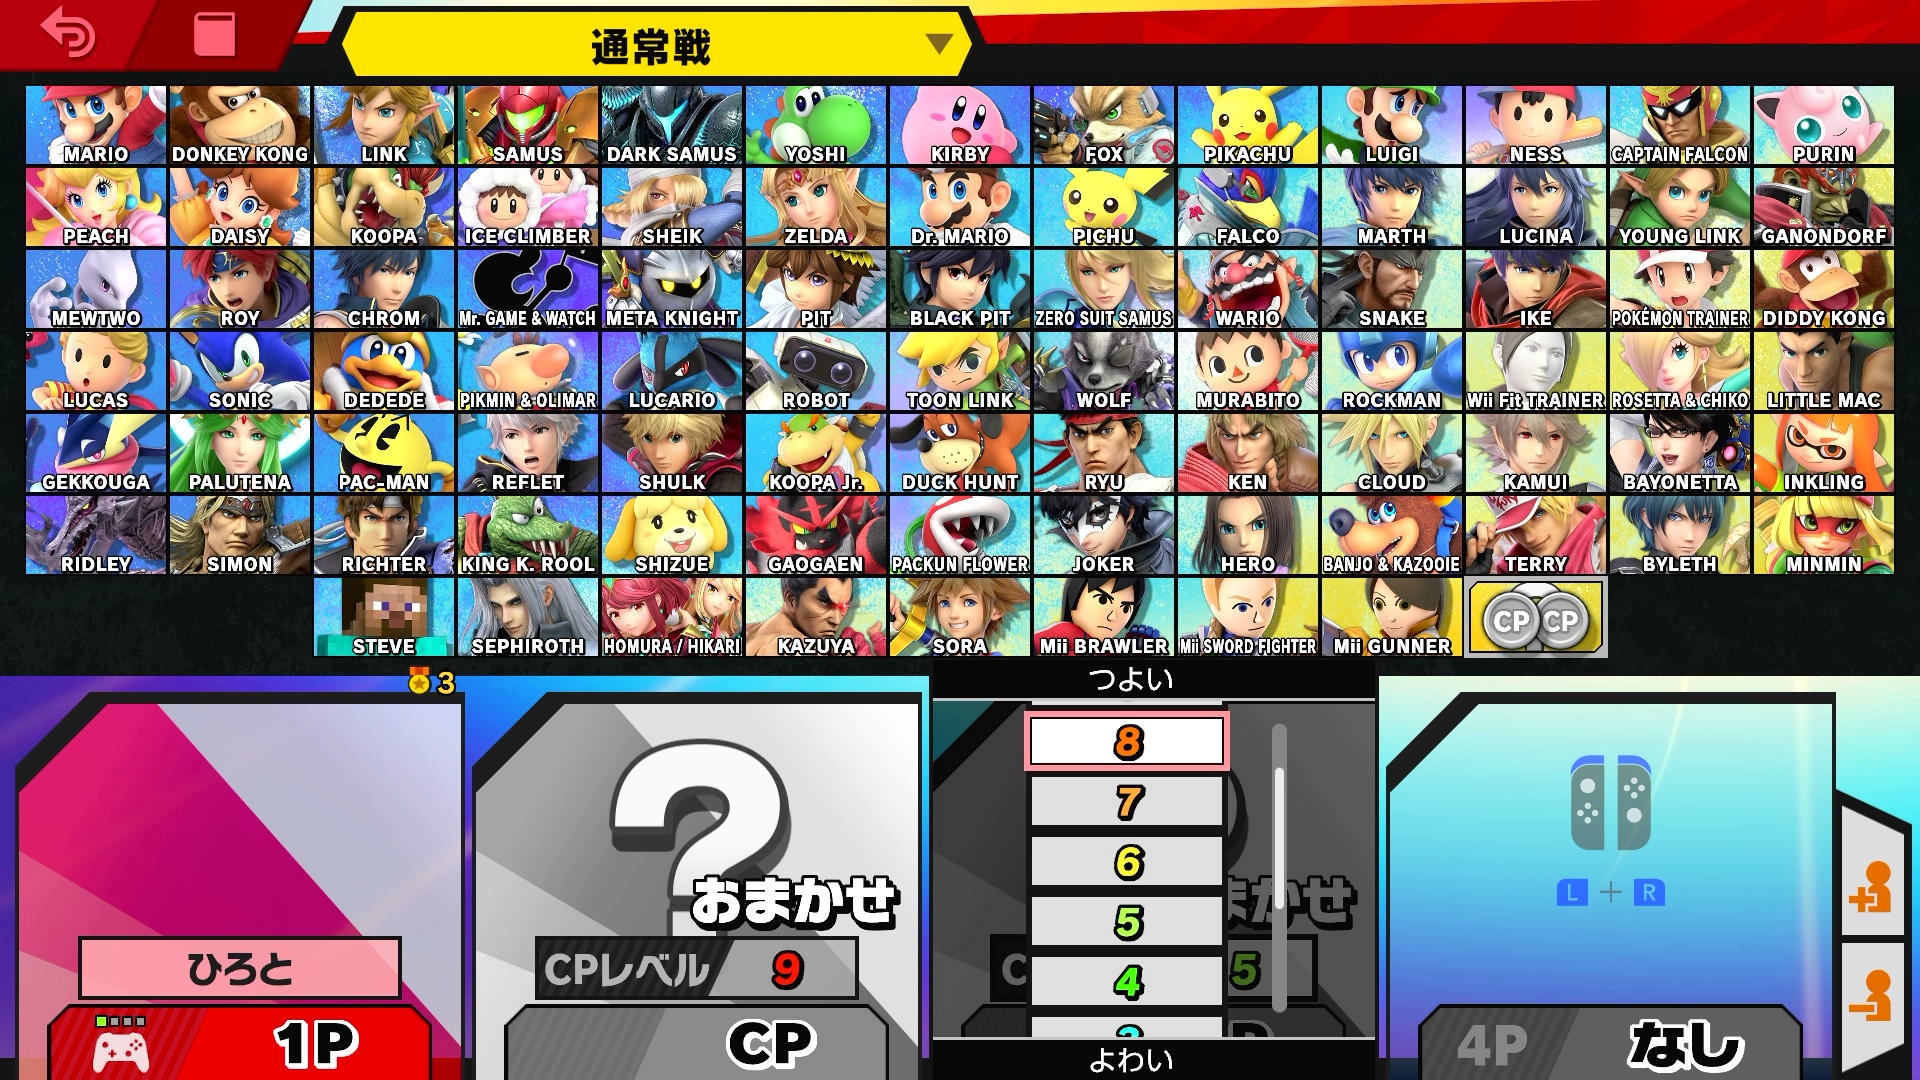 通常戦
MARIO DONKEY KONG LINK SAMUS DARK SAMUS YOSHI KIRBY FOX PIKACHU LUIGI NESS CAPTAIN FALCON PURIN
PEACH DAISY KOOPA ICE CLIMBER SHEIK ZELDA Dr. MARIO PICHU FALCO MARTH LUCINA YOUNG LINK GANONDORF
MEWTWO ROY CHROM Mr. GAME & WATCH META KNIGHT PIT BLACK PIT ZERO SUIT SAMUS WARIO SNAKE IKE POKÉMON TRAINER DIDDY KONG
LUCAS SONIC DEDEDE PIKMIN & OLIMAR LUCARIO ROBOT TOON LINK WOLF MURABITO ROCKMAN Wii Fit TRAINER ROSETTA & CHIKO LITTLE MAC
GEKKOUGA PALUTENA PAC-MAN REFLET SHULK KOOPA Jr. DUCK HUNT RYU KEN CLOUD KAMUI BAYONETTA INKLING
RIDLEY SIMON RICHTER KING K. ROOL SHIZUE GAOGAEN PACKUN FLOWER JOKER HERO BANJO & KAZOOIE TERRY BYLETH MINMIN
STEVE SEPHIROTH HOMURA / HIKARI KAZUYA SORA Mii BRAWLER Mii SWORD FIGHTER Mii GUNNER CP CP
3
ひろと
1P
?
おまかせ
CPレベル 9
CP
つよい
8
7
6
5
4
よわい
まかせ
C 5
L + R
4P なし